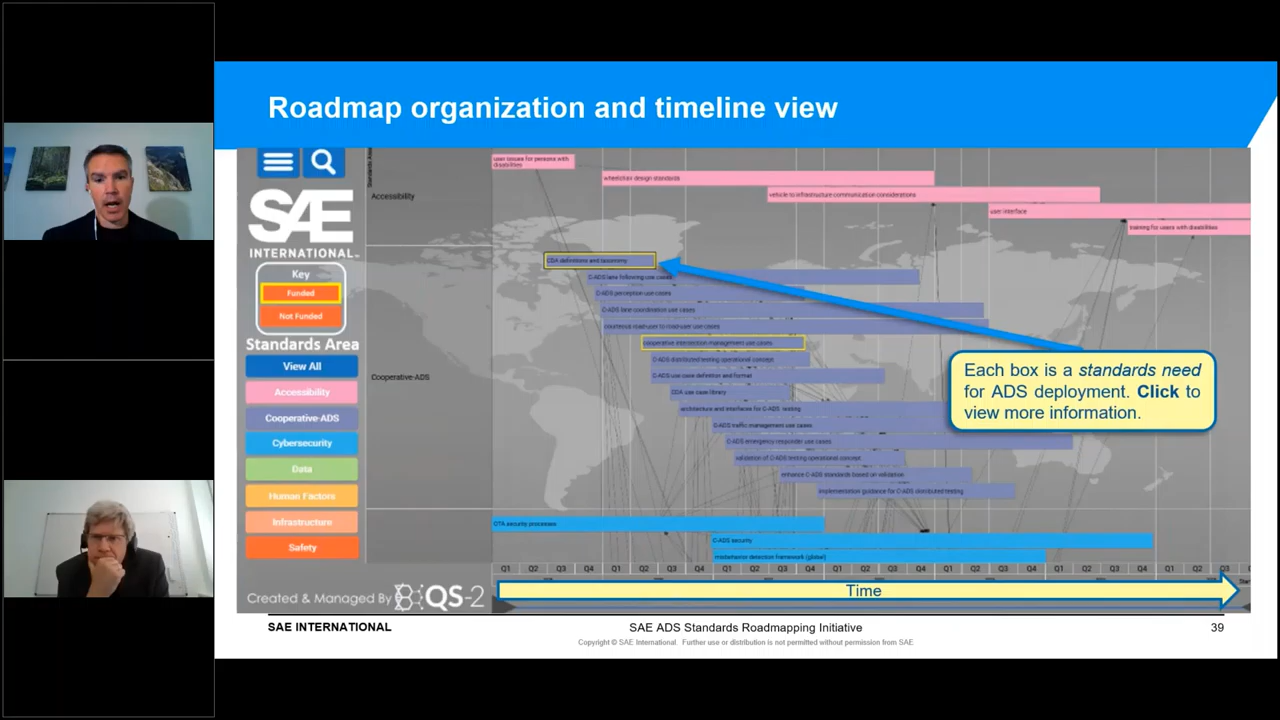 Roadmap organization and timeline view
SAE
INTERNATIONAL
Key
Funded
Not Funded
Standards Area
View All
Accessibility
Cooperative-ADS
Cybersecurity
Data
Human Factors
Infrastructure
Safety
Created & Managed By QS-2
Accessibility
user issues for persons with
disabilities
wheelchair design standards
vehicle to infrastructure communication considerations
user interface
training for users with disabilities
Cooperative-ADS
CDA definitions and taxonomy
C-ADS lane following use cases
C-ADS perception use cases
C-ADS lane coordination use cases
courteous road user to road user use cases
cooperative intersection management use cases
C-ADS distributed testing operational concept
C-ADS use case definition and format
CDA use case library
architecture and interfaces for C-ADS testing
C-ADS traffic management use cases
C-ADS emergency responder use cases
validation of C-ADS testing operational concept
enhance C-ADS standards based on validation
implementation guidance for C-ADS distributed testing
Each box is a standards need
for ADS deployment. Click to
view more information.
OTA security processes
C-ADS security
misbehavior detection framework (global)
Q1 Q2 Q3 Q4 Q1 Q2 Q3 Q4 Q1 Q2 Q3 Q4 Q1 Q2 Q3 Q4 Q1 Q2 Q3 Q4 Q1 Q2 Q3
Time
SAE INTERNATIONAL
SAE ADS Standards Roadmapping Initiative
39
Copyright © SAE International. Further use or distribution is not permitted without permission from SAE